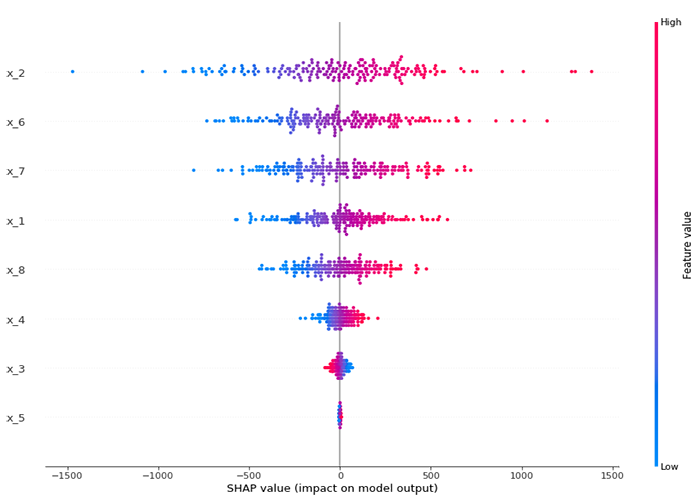 High
x_2
x_6
x_7
x_1
x_8
x_4
x_3
x_5
Feature value
Low
−1500 −1000 −500 0 500 1000 1500
SHAP value (impact on model output)